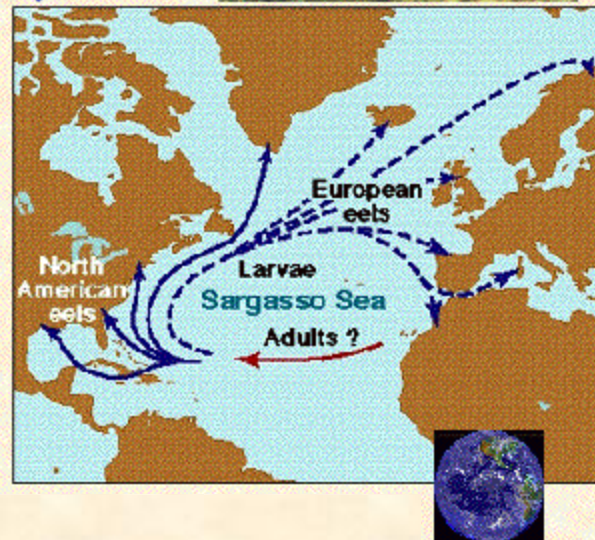 European
eels
North
American
eels
Larvae
Sargasso Sea
Adults ?